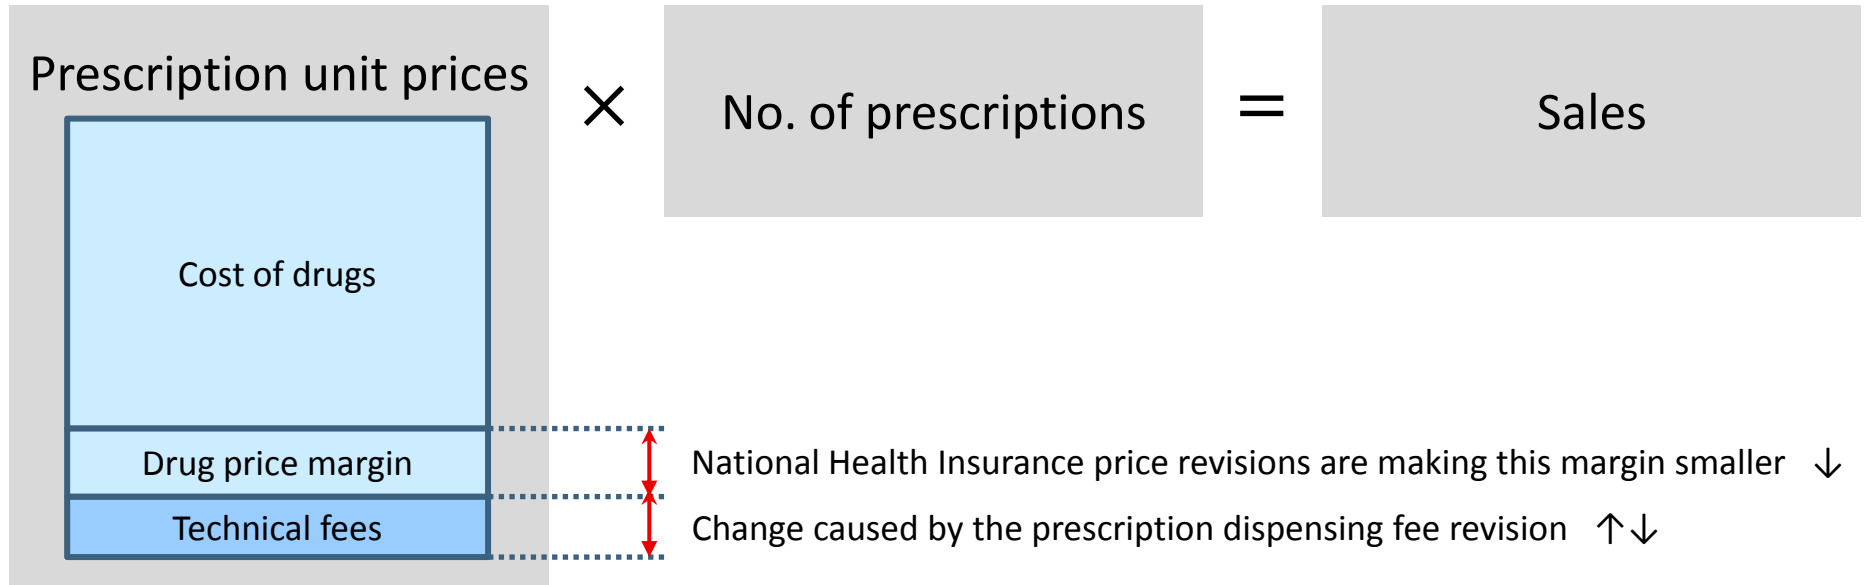 Prescription unit prices
×
No. of prescriptions
=
Sales
Cost of drugs
Drug price margin
National Health Insurance price revisions are making this margin smaller ↓
Technical fees
Change caused by the prescription dispensing fee revision ↑↓